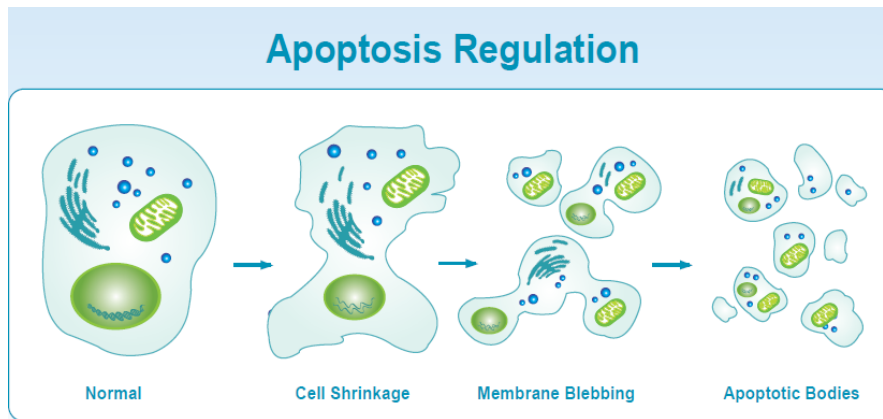 Apoptosis Regulation
Normal
Cell Shrinkage
Membrane Blebbing
Apoptotic Bodies